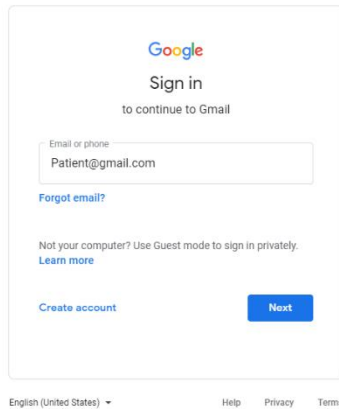 Google
Sign in
to continue to Gmail
Email or phone
Patient@gmail.com
Forgot email?
Not your computer? Use Guest mode to sign in privately.
Learn more
Create account
Next
English (United States)
Help
Privacy
Term